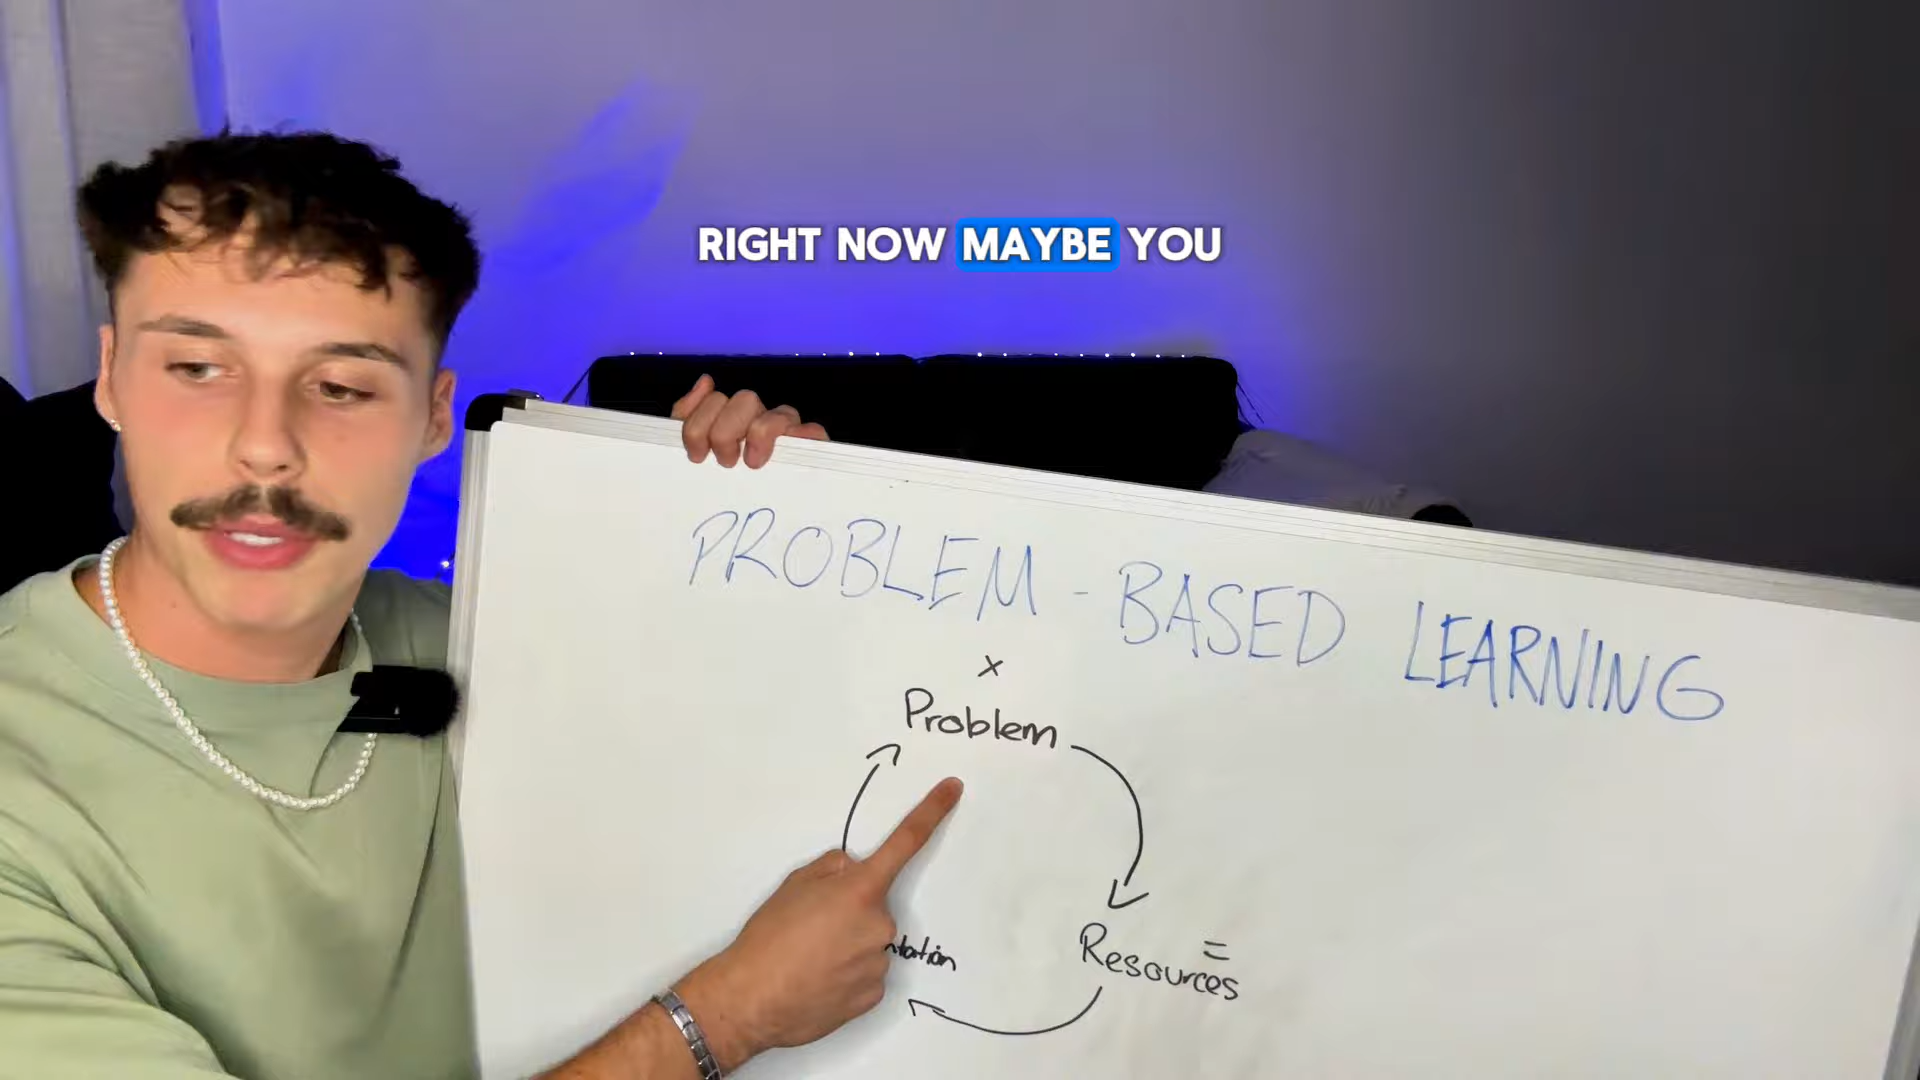 RIGHT NOW MAYBE YOU
PROBLEM - BASED LEARNING
x
Problem
=
Resources